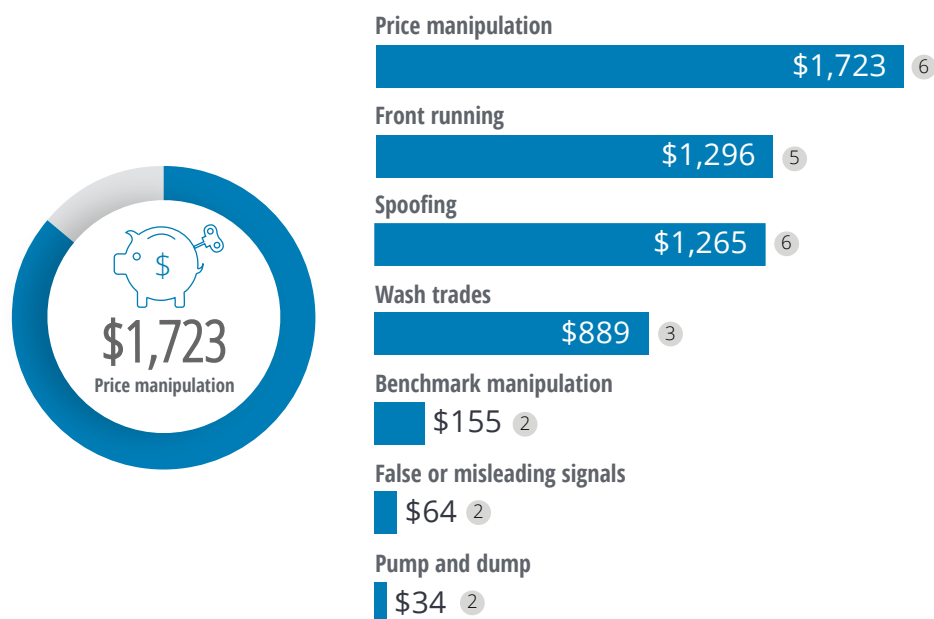 Price manipulation
$1,723 6
Front running
$1,296 5
Spoofing
$1,265 6
Wash trades
$889 3
Benchmark manipulation
$155 2
False or misleading signals
$64 2
Pump and dump
$34 2
$
$1,723
Price manipulation